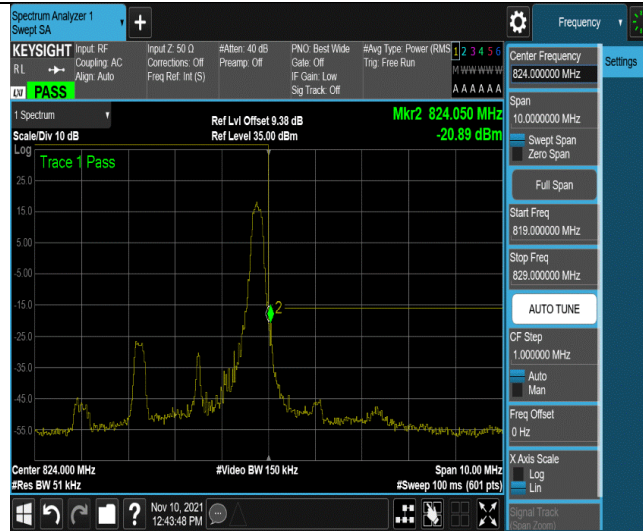 Spectrum Analyzer 1
Swept SA
+
Frequency
KEYSIGHT
RL
LXI
PASS
Input: RF
Coupling: AC
Align: Auto
Input Z: 50 Ω
Corrections: Off
Freq Ref: Int (S)
#Atten: 40 dB
Preamp: Off
PNO: Best Wide
Gate: Off
IF Gain: Low
Sig Track: Off
#Avg Type: Power (RMS
Trig: Free Run
1 2 3 4 5 6
M W W W W W
A A A A A A
1 Spectrum
Scale/Div 10 dB
Ref Lvl Offset 9.38 dB
Ref Level 35.00 dBm
Mkr2 824.050 MHz
-20.89 dBm
Log
Trace 1 Pass
25.0
15.0
5.00
-5.00
-15.0
-25.0
-35.0
-45.0
-55.0
2
Center 824.000 MHz
#Res BW 51 kHz
#Video BW 150 kHz
Span 10.00 MHz
#Sweep 100 ms (601 pts)
?
Nov 10, 2021
12:43:48 PM
Center Frequency
824.000000 MHz
Settings
Span
10.0000000 MHz
Swept Span
Zero Span
Full Span
Start Freq
819.000000 MHz
Stop Freq
829.000000 MHz
AUTO TUNE
CF Step
1.000000 MHz
Auto
Man
Freq Offset
0 Hz
X Axis Scale
Log
Lin
Signal Track
(Span Zoom)